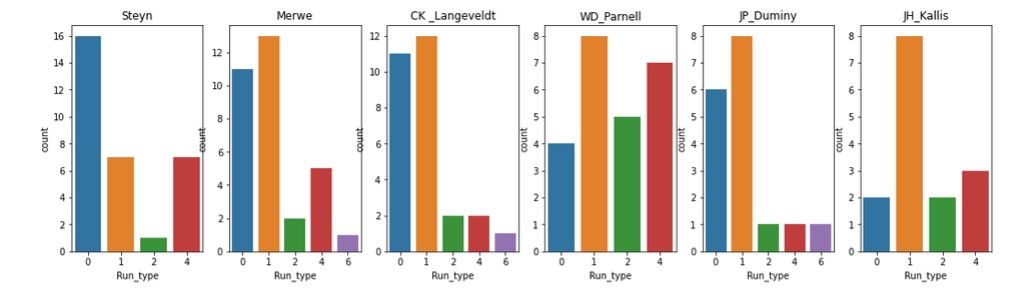 Steyn
16
14
12
10
8
6
4
2
0
count
0 1 2 4
Run_type
Merwe
12
10
8
6
4
2
0
count
0 1 2 4 6
Run_type
CK _Langeveldt
12
10
8
6
4
2
0
count
0 1 2 4 6
Run_type
WD_Parnell
8
7
6
5
4
3
2
1
0
count
0 1 2 4
Run_type
JP_Duminy
8
7
6
5
4
3
2
1
0
count
0 1 2 4 6
Run_type
JH_Kallis
8
7
6
5
4
3
2
1
0
count
0 1 2 4
Run_type